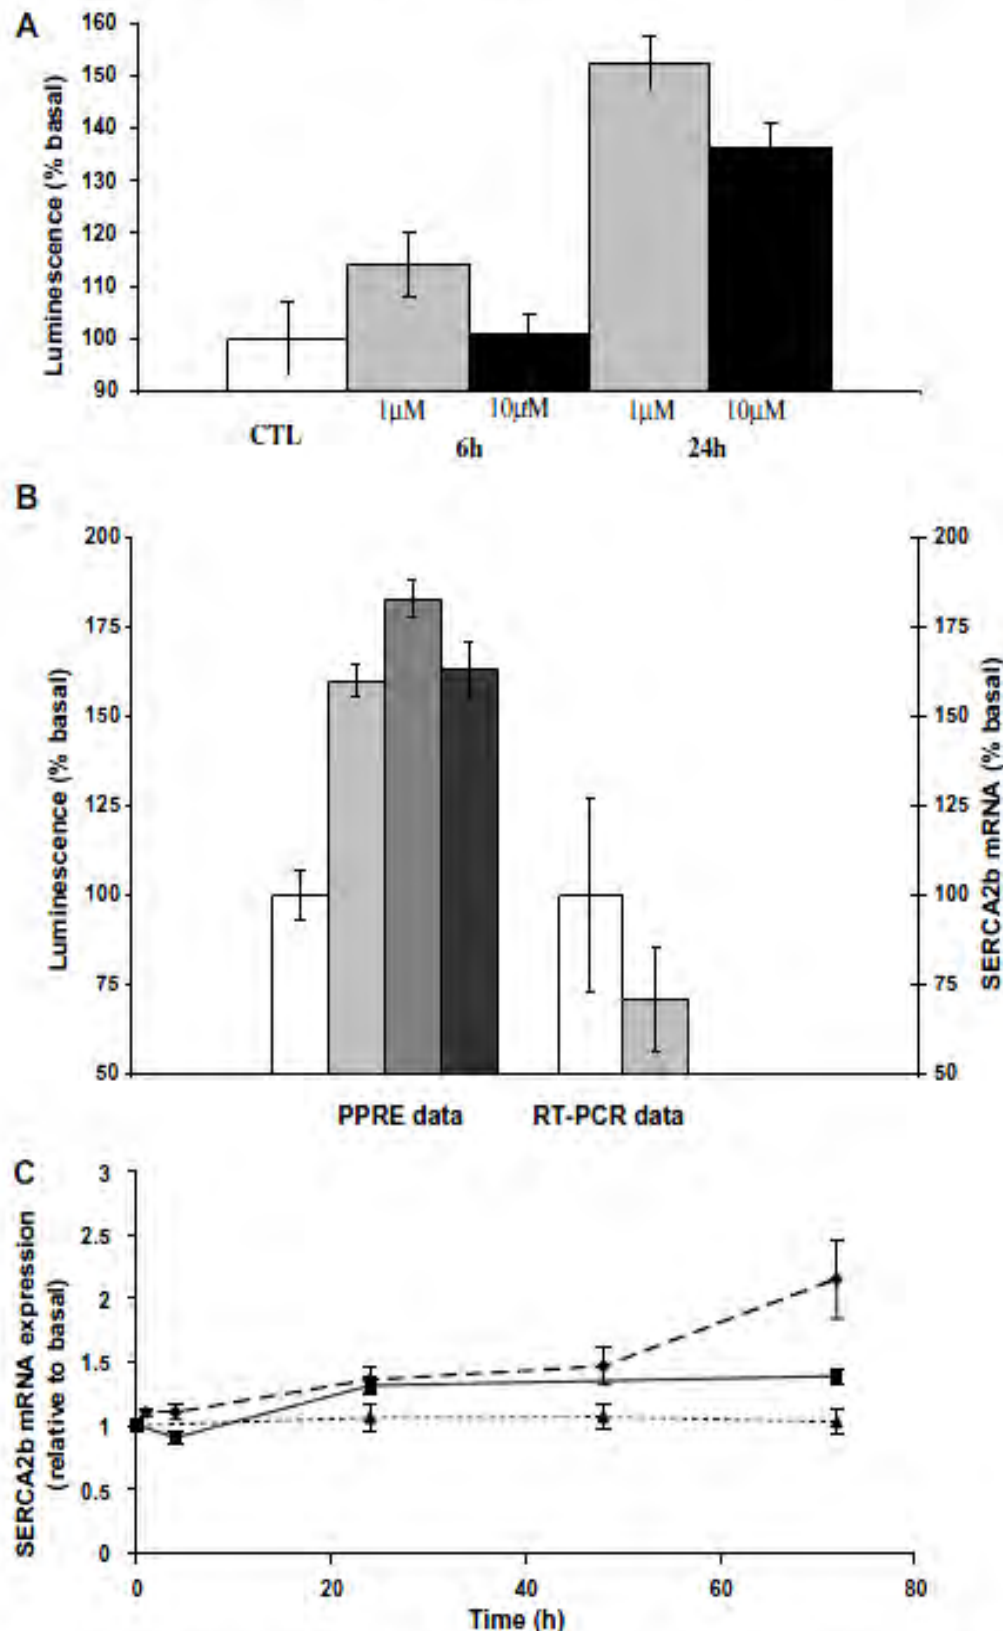 A
Luminescence (% basal)
160
150
140
130
120
110
100
90
CTL
1μM
10μM
1μM
10μM
6h
24h
B
Luminescence (% basal)
200
175
150
125
100
75
50
SERCA2b mRNA (% basal)
200
175
150
125
100
75
50
PPRE data
RT-PCR data
C
SERCA2b mRNA expression
(relative to basal)
3
2.5
2
1.5
1
0.5
0
0
20
40
60
80
Time (h)